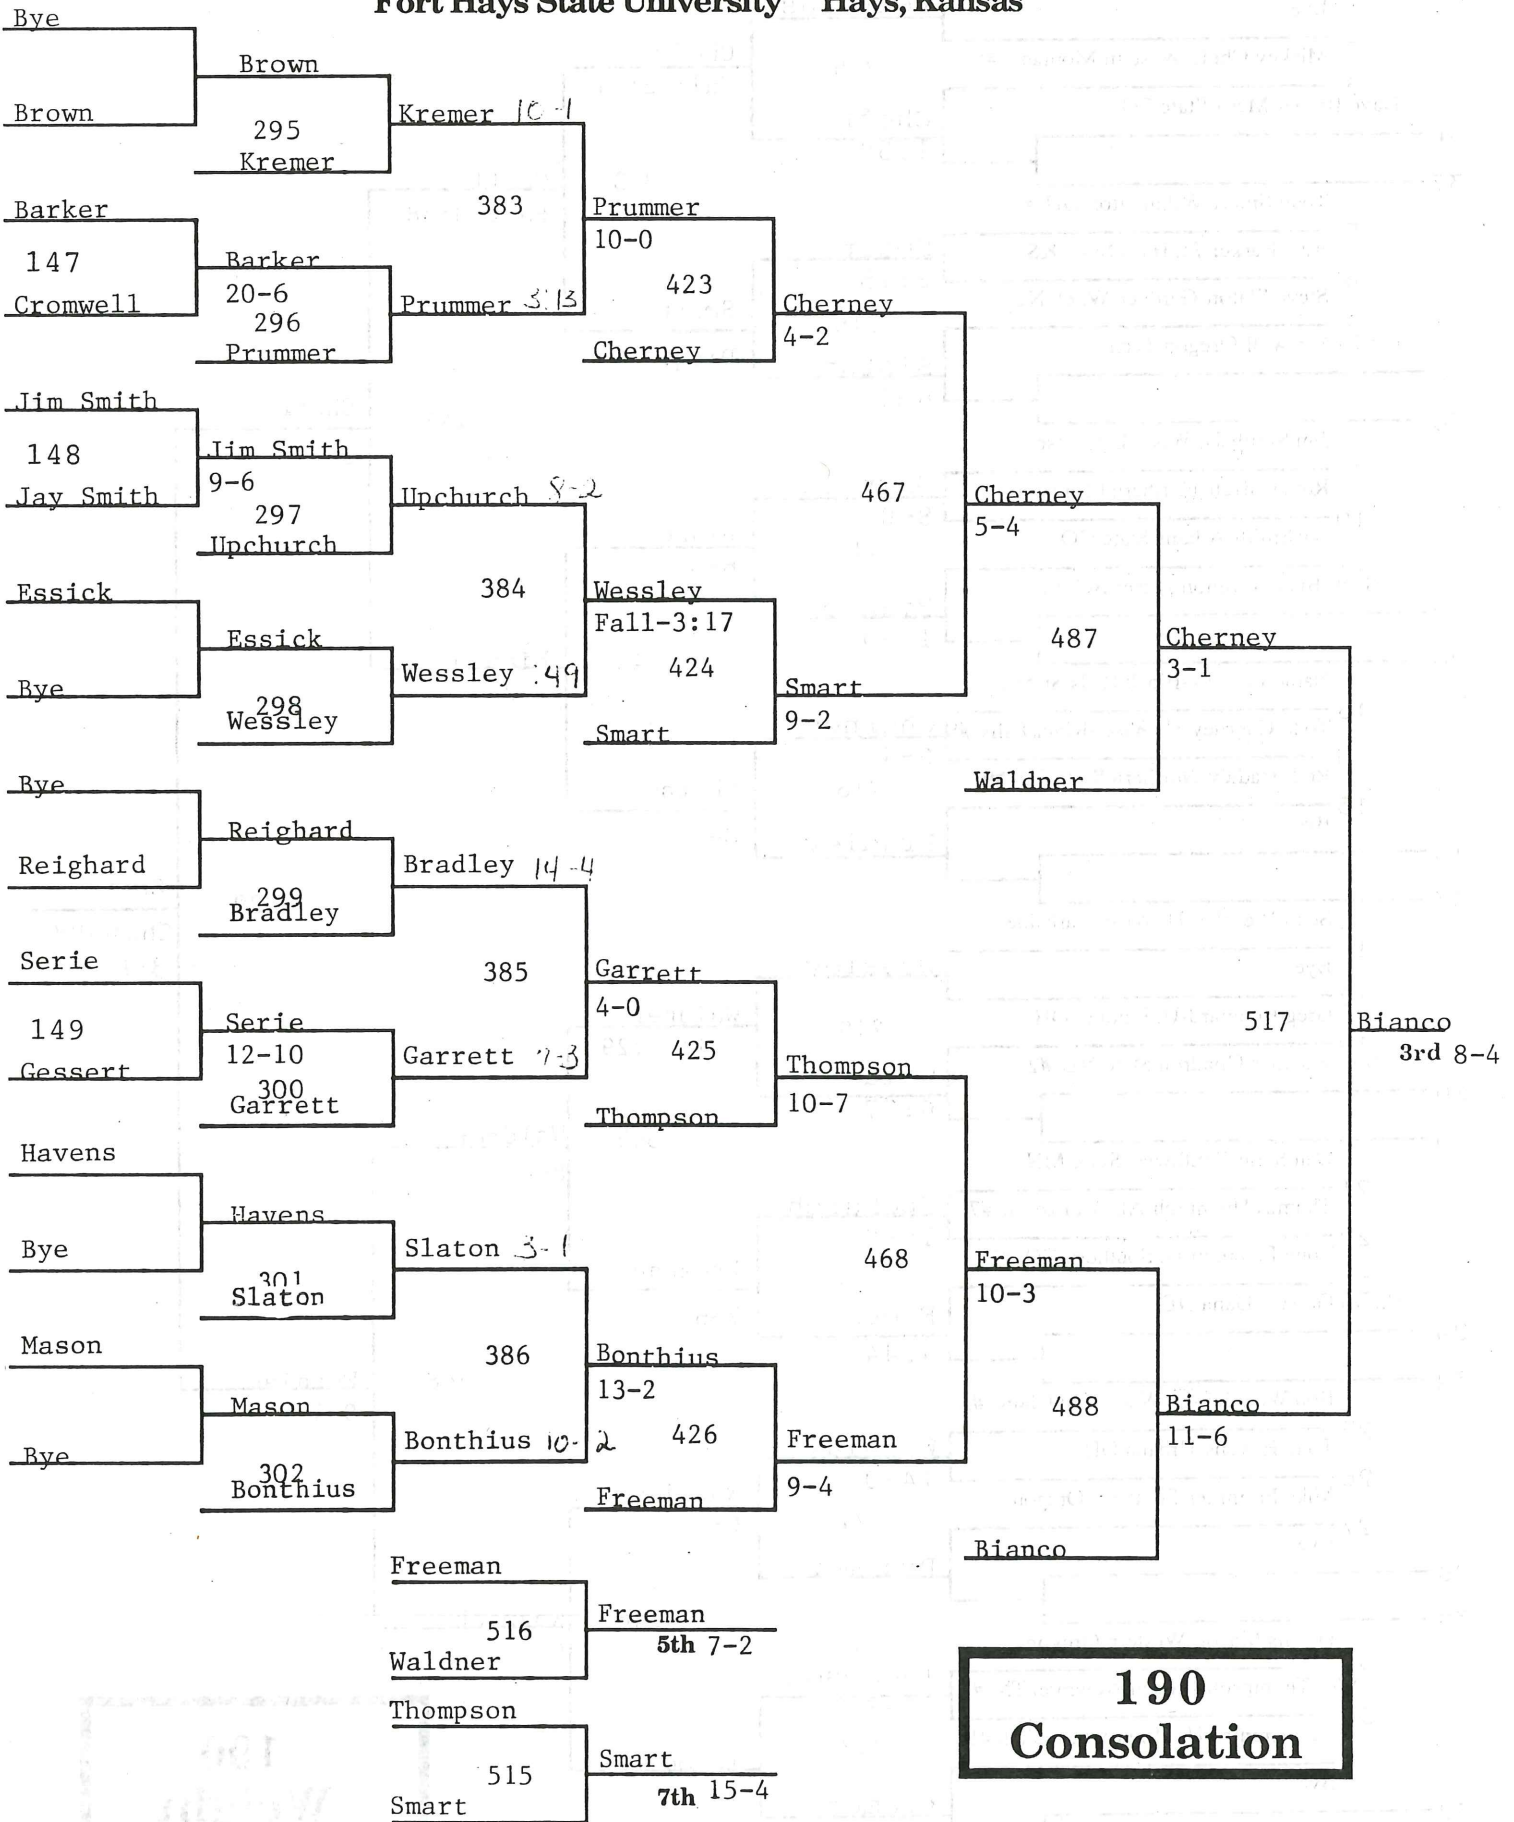 Fort Hays State University Hays, Kansas
Bye
Brown
Brown
Kremer 10-1
295
Kremer
Barker
383
Prummer
10-0
147
Barker
Cromwell
20-6
296
Prummer
Prummer 3:13
423
Cherney
4-2
Cherney
Jim Smith
148
Jim Smith
Jay Smith
9-6
297
Upchurch
Upchurch 8-2
467
Cherney
5-4
Essick
384
Wessley
Fall-3:17
Essick
Bye
298
Wessley
Wessley :49
424
Smart
9-2
Smart
487
Cherney
3-1
Waldner
Bye
Reighard
Reighard
299
Bradley
Bradley 14-4
Serie
385
Garrett
4-0
149
Serie
Gessert
12-10
300
Garrett
Garrett 7-3
425
Thompson
10-7
Thompson
517
Bianco
3rd 8-4
Havens
Havens
Bye
301
Slaton
Slaton 3-1
468
Freeman
10-3
Mason
386
Bonthius
13-2
Mason
Bye
302
Bonthius
Bonthius 10-2
426
Freeman
9-4
Freeman
488
Bianco
11-6
Bianco
Freeman
516
Freeman
5th 7-2
Waldner
Thompson
515
Smart
7th 15-4
Smart
190
Consolation